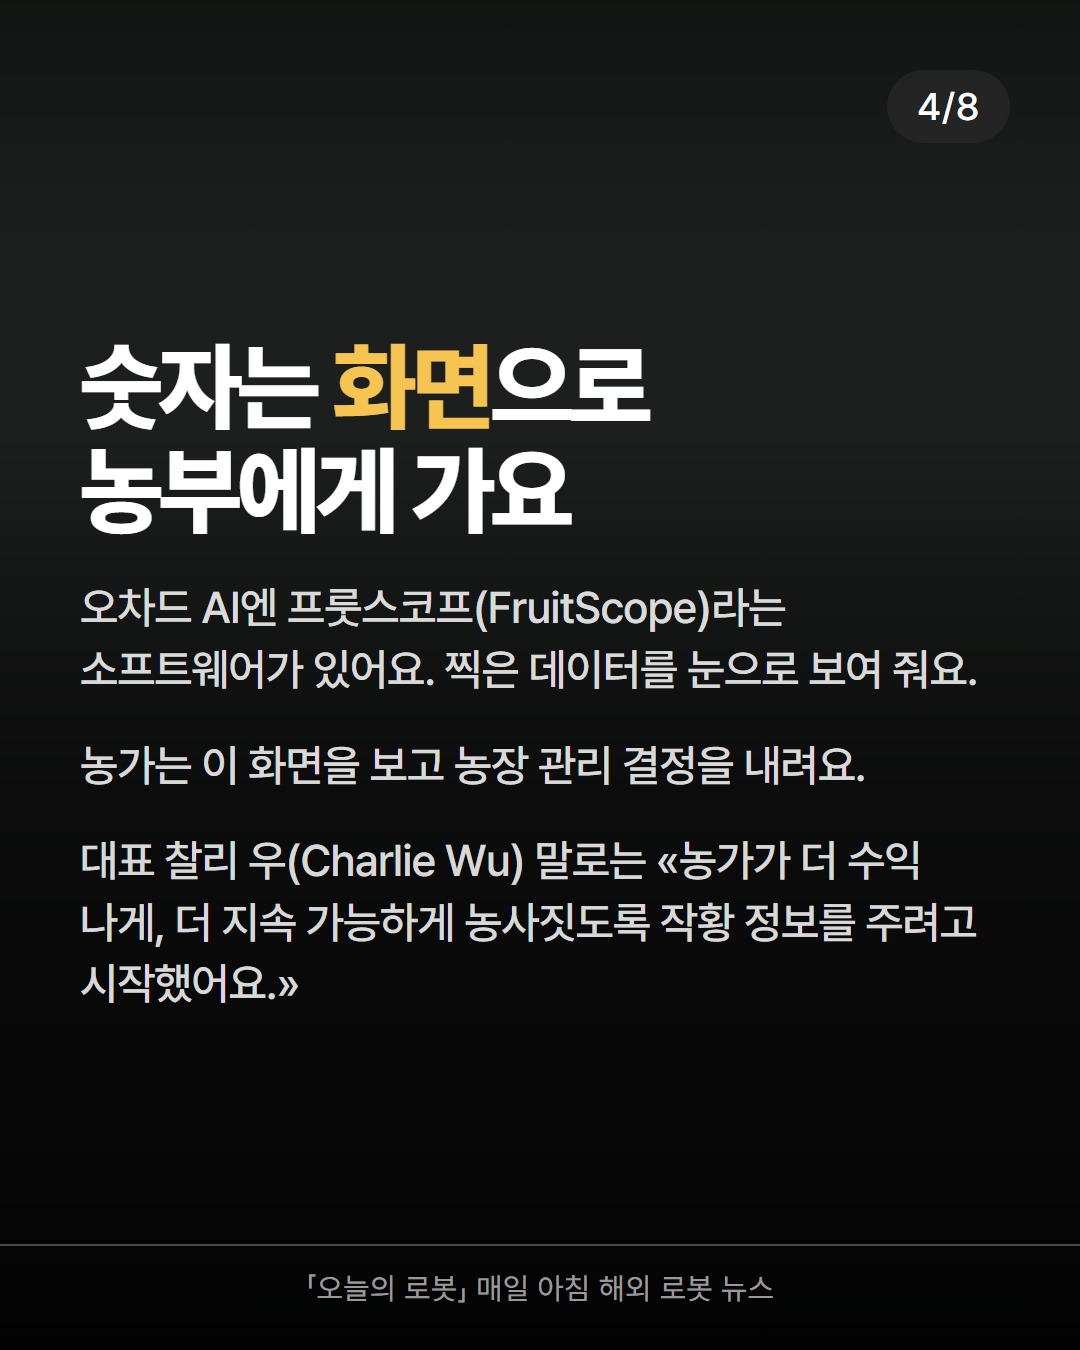 4/8
숫자는 화면으로
농부에게 가요
오차드 AI엔 프룻스코프(FruitScope)라는
소프트웨어가 있어요. 찍은 데이터를 눈으로 보여 줘요.
농가는 이 화면을 보고 농장 관리 결정을 내려요.
대표 찰리 우(Charlie Wu) 말로는 «농가가 더 수익
나게, 더 지속 가능하게 농사짓도록 작황 정보를 주려고
시작했어요.»
「오늘의 로봇」 매일 아침 해외 로봇 뉴스